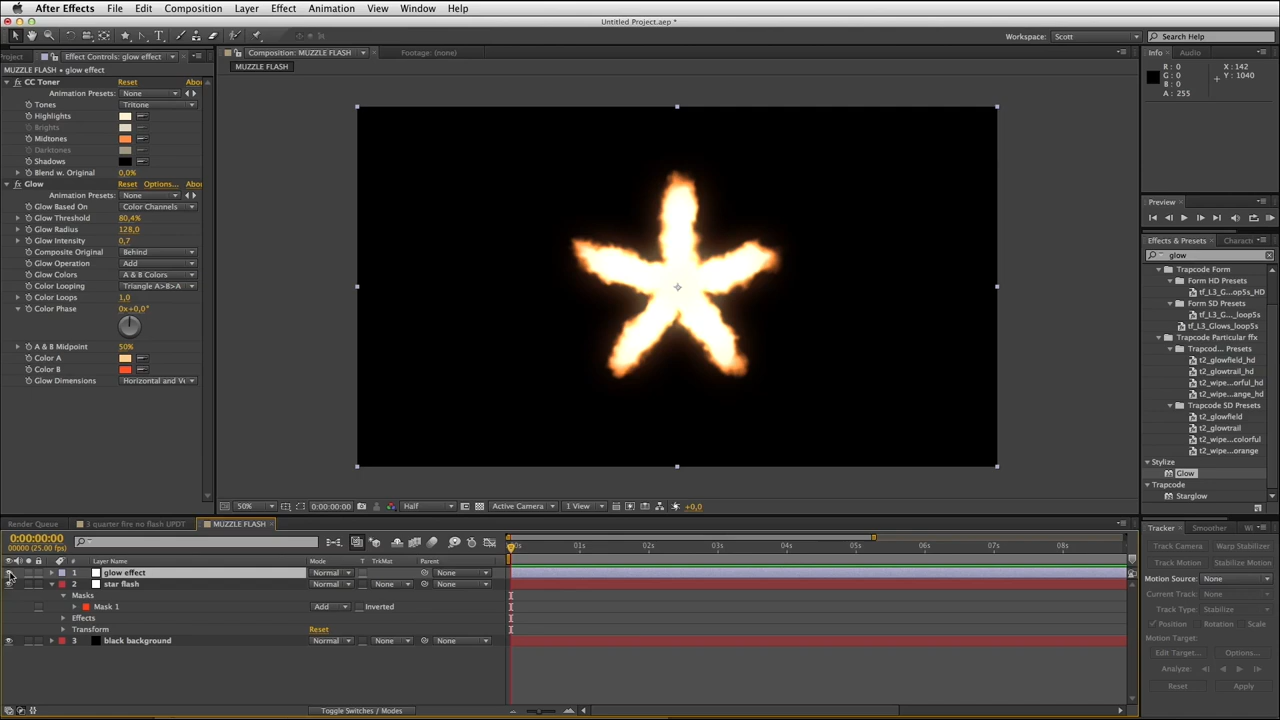 After Effects File Edit Composition Layer Effect Animation View Window Help
Untitled Project.aep *
Workspace: Scott Search Help
Project Effect Controls: glow effect
Composition: MUZZLE FLASH Footage: (none)
Info Audio
MUZZLE FLASH • glow effect
MUZZLE FLASH
R: 0 X: 142
G: 0 Y: 1040
B: 0
A: 255
fx CC Toner Reset Abou
Animation Presets: None
Tones Tritone
Highlights
Brights
Midtones
Darktones
Shadows
Blend w. Original 0,0%
fx Glow Reset Options... Abou
Animation Presets: None
Glow Based On Color Channels
Glow Threshold 80,4%
Glow Radius 128,0
Glow Intensity 0,7
Composite Original Behind
Glow Operation Add
Glow Colors A & B Colors
Color Looping Triangle A>B>A
Color Loops 1,0
Color Phase 0x+0,0°
A & B Midpoint 50%
Color A
Color B
Glow Dimensions Horizontal and Ve
Preview
Effects & Presets Charact
glow
Trapcode Form
Form HD Presets
tf_L3_G...op5s_HD
Form SD Presets
tf_L3_G..._loop5s
tf_L3_Glows_loop5s
Trapcode Particular ffx
Trapcod... Presets
t2_glowfield_hd
t2_glowtrail_hd
t2_wipe...orful_hd
t2_wipe...ange_hd
Trapcode SD Presets
t2_glowfield
t2_glowtrail
t2_wipe...colorful
t2_wipe...orange
Stylize
Glow
Trapcode
Starglow
50% 0:00:00:00 Half Active Camera 1 View +0,0
Render Queue 3 quarter fire no flash UPDT MUZZLE FLASH
0:00:00:00
00000 (25.00 fps)
# Layer Name Mode T TrkMat Parent
00s 01s 02s 03s 04s 05s 06s 07s 08s
1 glow effect Normal None
2 star flash Normal None None
Masks
Mask 1 Add Inverted
Effects
Transform Reset
3 black background Normal None None
Toggle Switches / Modes
Tracker Smoother Wi
Track Camera Warp Stabilizer
Track Motion Stabilize Motion
Motion Source: None
Current Track: None
Track Type: Stabilize
Position Rotation Scale
Motion Target:
Edit Target... Options...
Analyze:
Reset Apply